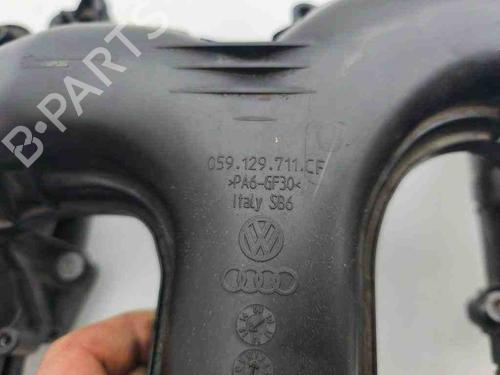 B-PARTS
059.129.711.CF
>PA6-GF30<
Italy SB6